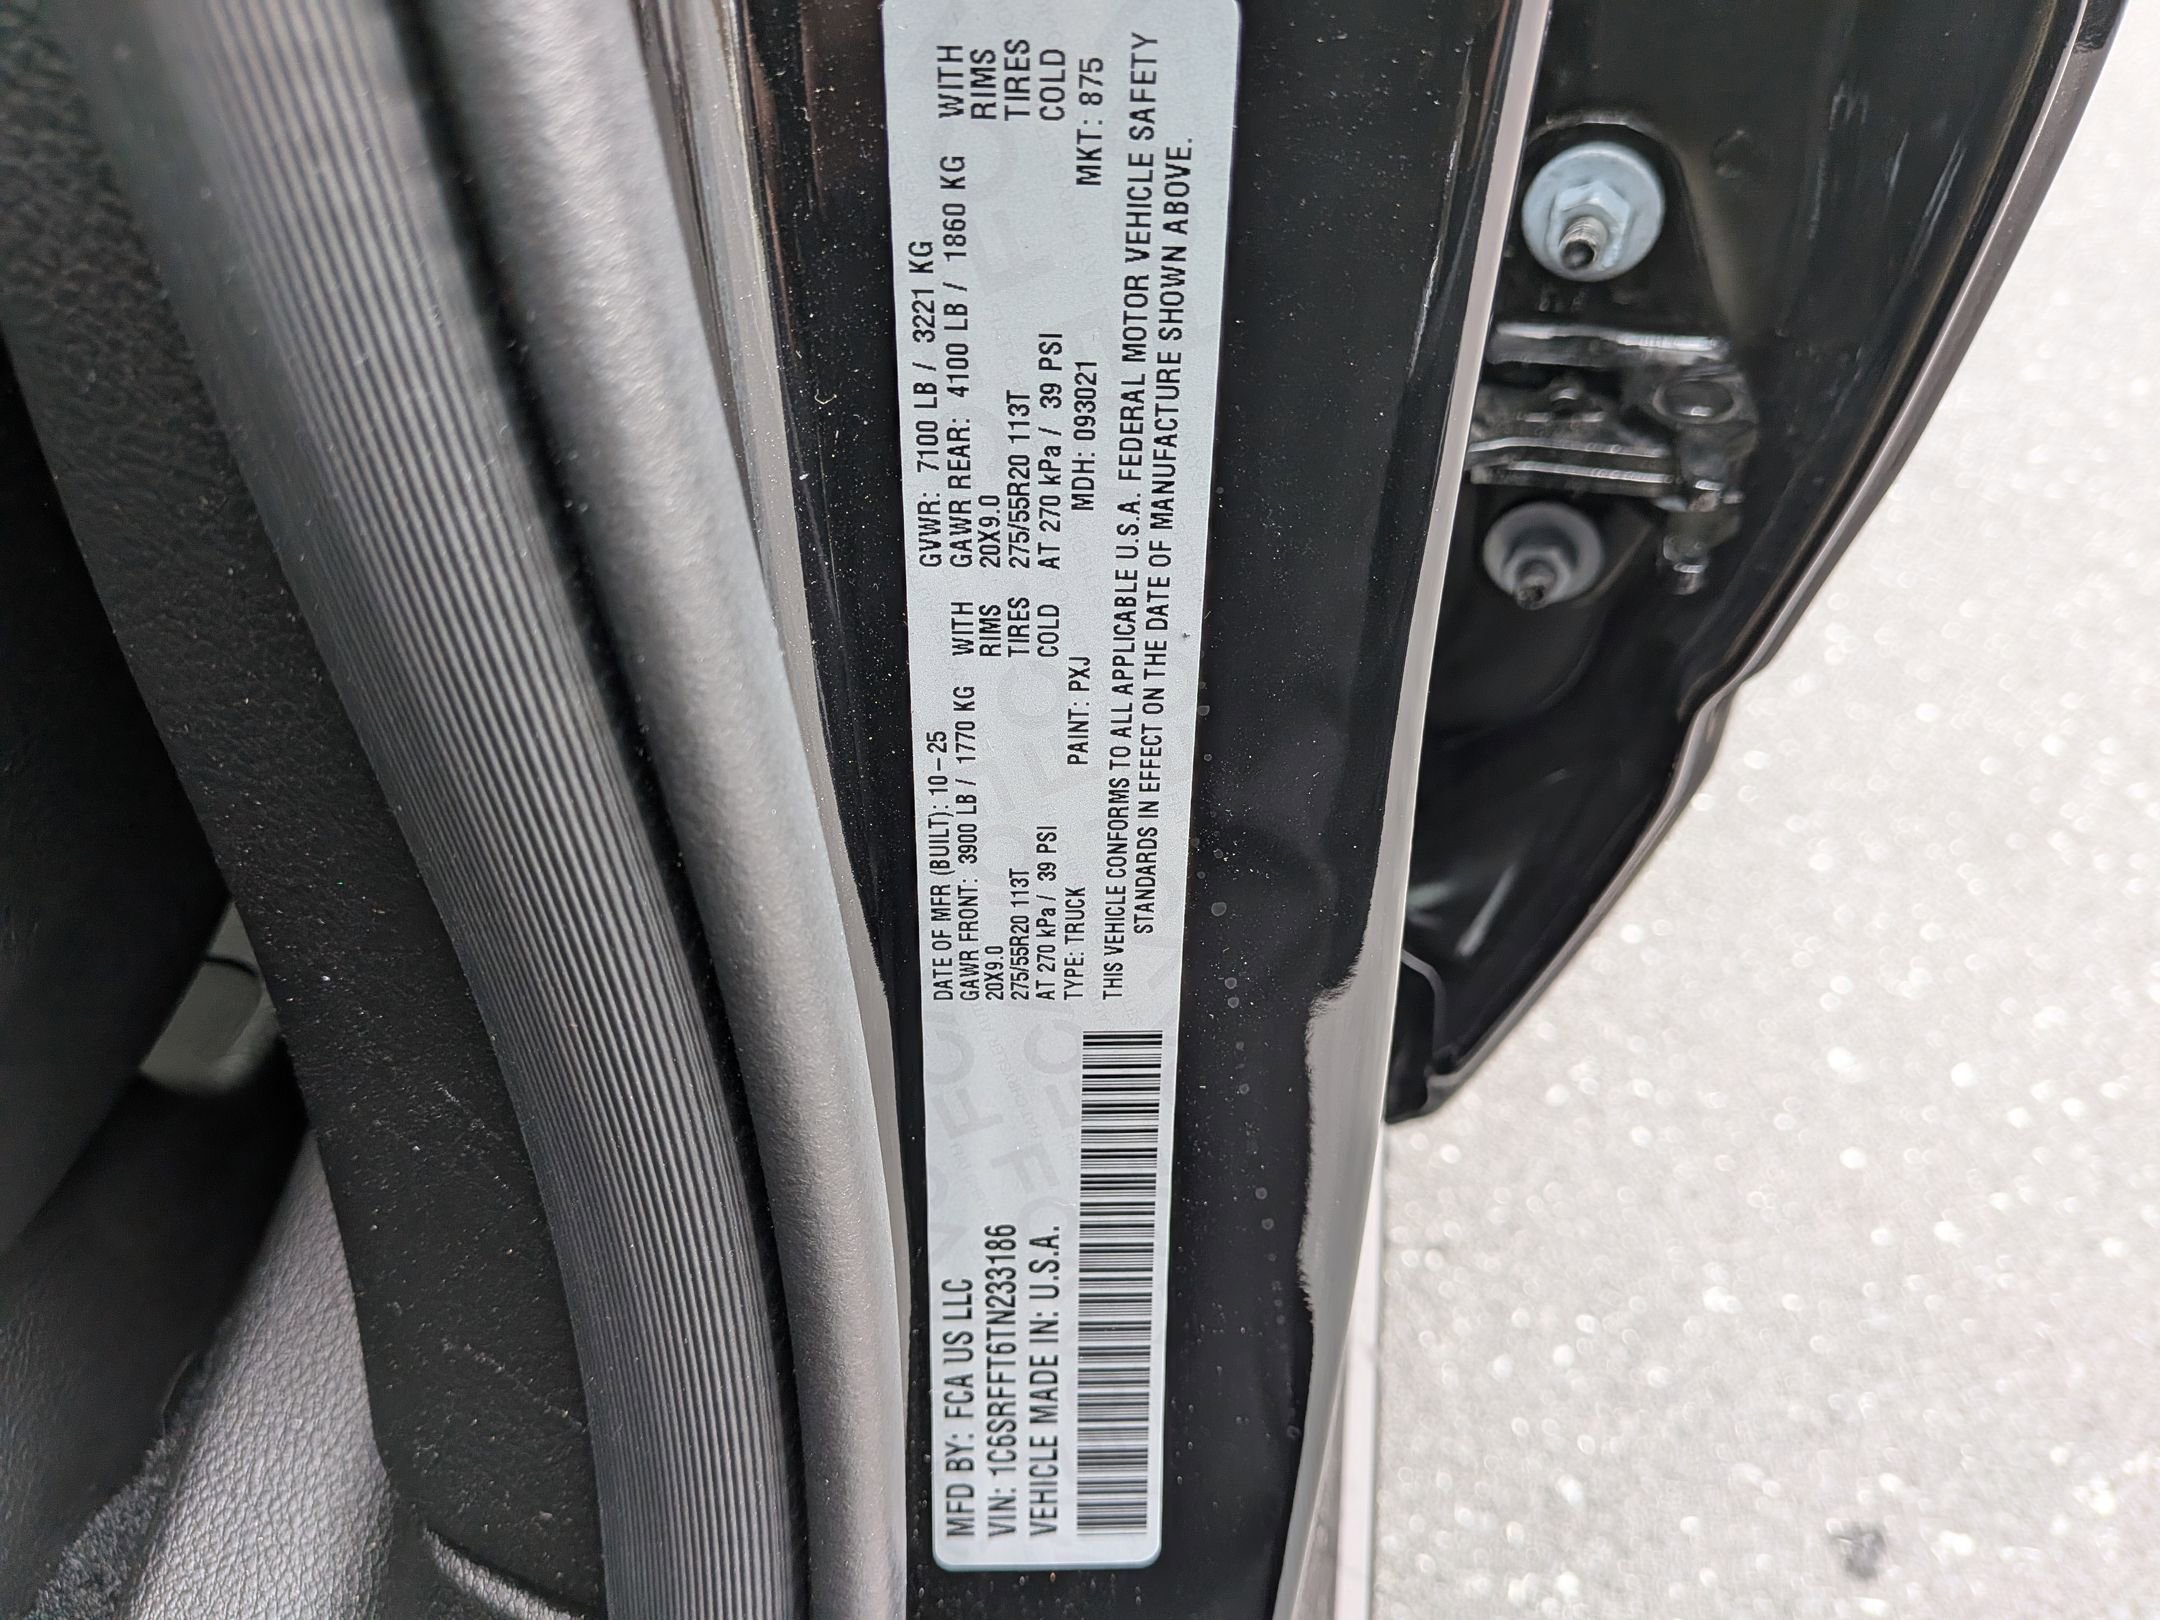 MFD BY: FCA US LLC
VIN: 1C6SRFFT6TN233186
VEHICLE MADE IN: U.S.A.
DATE OF MFR (BUILT): 10-25 GVWR: 7100 LB / 3221 KG
GAWR FRONT: 3900 LB / 1770 KG WITH GAWR REAR: 4100 LB / 1860 KG WITH
20X9.0 RIMS 20X9.0 RIMS
275/55R20 113T TIRES 275/55R20 113T TIRES
AT 270 kPa / 39 PSI COLD AT 270 kPa / 39 PSI COLD
TYPE: TRUCK PAINT: PXJ MDH: 093021 MKT: 875
THIS VEHICLE CONFORMS TO ALL APPLICABLE U.S.A. FEDERAL MOTOR VEHICLE SAFETY
STANDARDS IN EFFECT ON THE DATE OF MANUFACTURE SHOWN ABOVE.